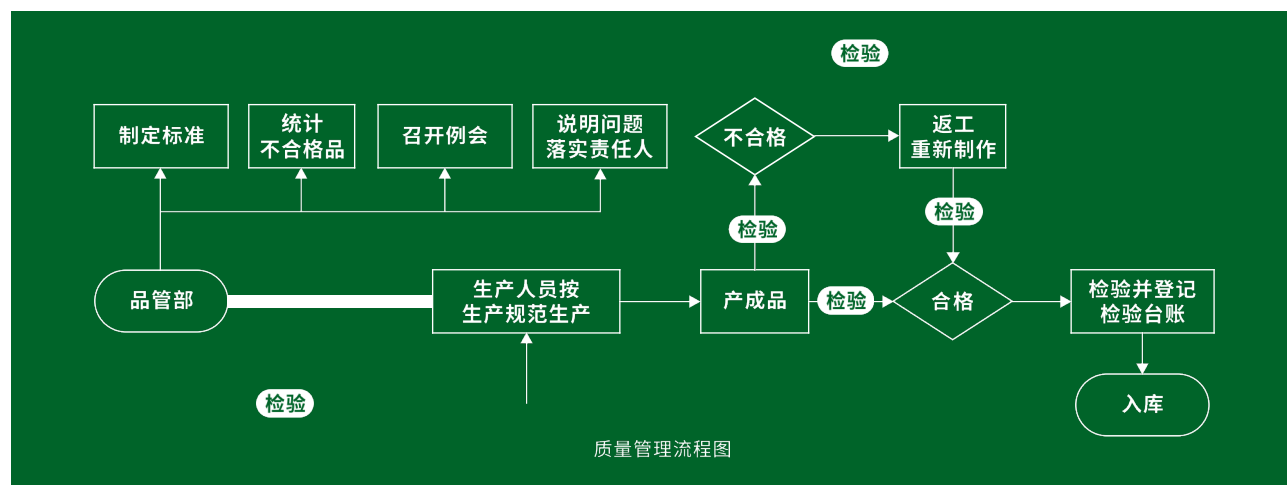 检验
制定标准
统计
不合格品
召开例会
说明问题
落实责任人
不合格
返工
重新制作
检验
检验
品管部
生产人员按
生产规范生产
产成品
检验
合格
检验并登记
检验台账
检验
入库
质量管理流程图